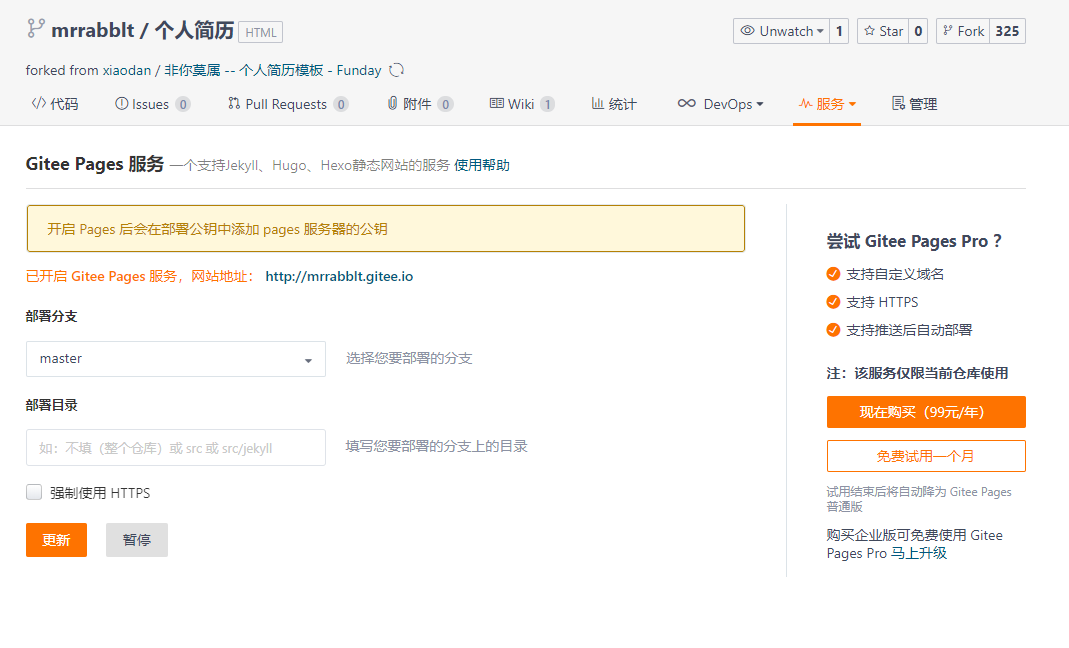 mrrabblt / 个人简历 HTML
Unwatch 1 Star 0 Fork 325
forked from xiaodan / 非你莫属 -- 个人简历模板 - Funday
代码 Issues 0 Pull Requests 0 附件 0 Wiki 1 统计 DevOps 服务 管理
Gitee Pages 服务 一个支持Jekyll、Hugo、Hexo静态网站的服务 使用帮助
开启 Pages 后会在部署公钥中添加 pages 服务器的公钥
已开启 Gitee Pages 服务，网站地址： http://mrrabblt.gitee.io
部署分支
master 选择您要部署的分支
部署目录
如：不填（整个仓库）或 src 或 src/jekyll 填写您要部署的分支上的目录
强制使用 HTTPS
更新 暂停
尝试 Gitee Pages Pro ？
支持自定义域名
支持 HTTPS
支持推送后自动部署
注：该服务仅限当前仓库使用
现在购买（99元/年）
免费试用一个月
试用结束后将自动降为 Gitee Pages
普通版
购买企业版可免费使用 Gitee
Pages Pro 马上升级